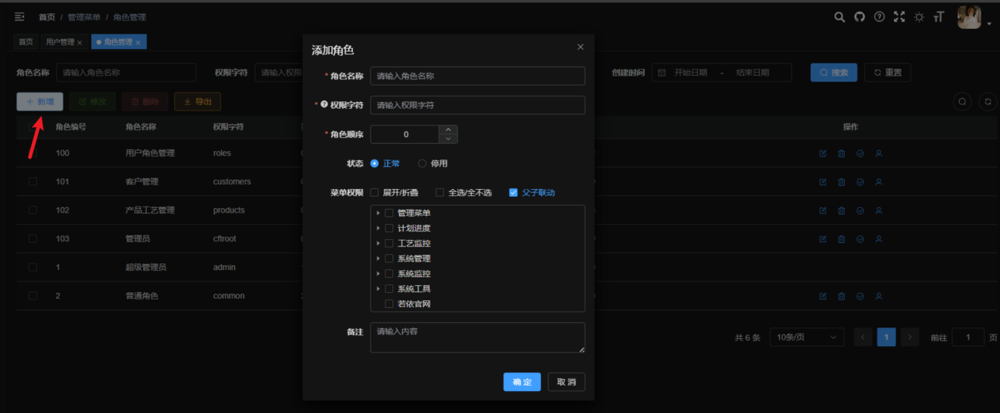 首页 / 管理菜单 / 角色管理
首页 用户管理 × 角色管理 ×
角色名称 请输入角色名称 权限字符 请输入权限 创建时间 开始日期 - 结束日期 搜索 重置
新增 修改 删除 导出
角色编号 角色名称 权限字符 操作
100 用户角色管理 roles
101 客户管理 customers
102 产品工艺管理 products
103 管理员 cftroot
1 超级管理员 admin
2 普通角色 common
共 6 条 10条/页 1 前往 1 页
添加角色
* 角色名称 请输入角色名称
* 权限字符 请输入权限字符
* 角色顺序 0
状态 正常 停用
菜单权限 展开/折叠 全选/全不选 父子联动
管理菜单
计划进度
工艺监控
系统管理
系统监控
系统工具
若依官网
备注 请输入内容
确定 取消